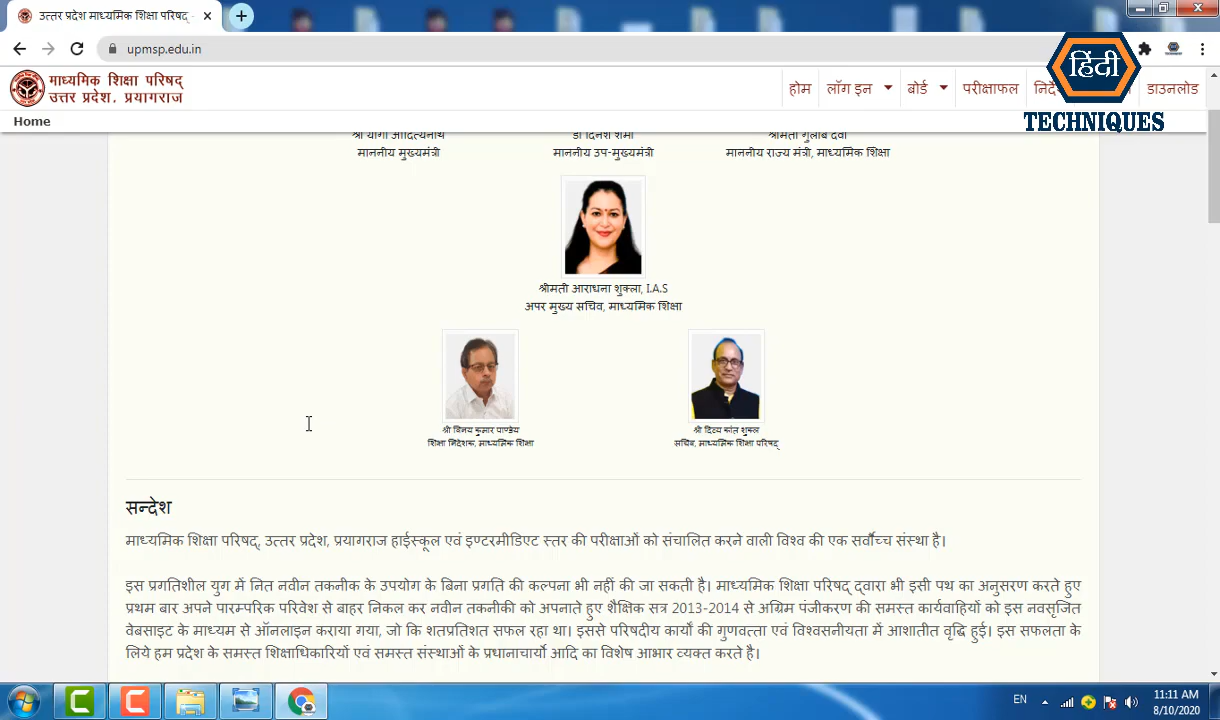 उत्तर प्रदेश माध्यमिक शिक्षा परिषद् -
upmsp.edu.in
हिंदी
TECHNIQUES
माध्यमिक शिक्षा परिषद्
उत्तर प्रदेश, प्रयागराज
होम लॉग इन बोर्ड परीक्षाफल डाउनलोड
Home
श्री योगी आदित्यनाथ डॉ दिनेश शर्मा श्रीमती गुलाब देवी
माननीय मुख्यमंत्री माननीय उप-मुख्यमंत्री माननीय राज्य मंत्री, माध्यमिक शिक्षा
श्रीमती आराधना शुक्ला, I.A.S
अपर मुख्य सचिव, माध्यमिक शिक्षा
श्री विनय कुमार पाण्डेय श्री दिव्य कांत शुक्ल
शिक्षा निदेशक, माध्यमिक शिक्षा सचिव, माध्यमिक शिक्षा परिषद्
सन्देश
माध्यमिक शिक्षा परिषद्, उत्तर प्रदेश, प्रयागराज हाईस्कूल एवं इण्टरमीडिएट स्तर की परीक्षाओं को संचालित करने वाली विश्व की एक सर्वोच्च संस्था है।
इस प्रगतिशील युग में नित नवीन तकनीक के उपयोग के बिना प्रगति की कल्पना भी नहीं की जा सकती है। माध्यमिक शिक्षा परिषद् द्वारा भी इसी पथ का अनुसरण करते हुए
प्रथम बार अपने पारम्परिक परिवेश से बाहर निकल कर नवीन तकनीकी को अपनाते हुए शैक्षिक सत्र 2013-2014 से अग्रिम पंजीकरण की समस्त कार्यवाहियों को इस नवसृजित
वेबसाइट के माध्यम से ऑनलाइन कराया गया, जो कि शतप्रतिशत सफल रहा था। इससे परिषदीय कार्यों की गुणवत्ता एवं विश्वसनीयता में आशातीत वृद्धि हुई। इस सफलता के
लिये हम प्रदेश के समस्त शिक्षाधिकारियों एवं समस्त संस्थाओं के प्रधानाचार्यो आदि का विशेष आभार व्यक्त करते है।
EN
11:11 AM
8/10/2020